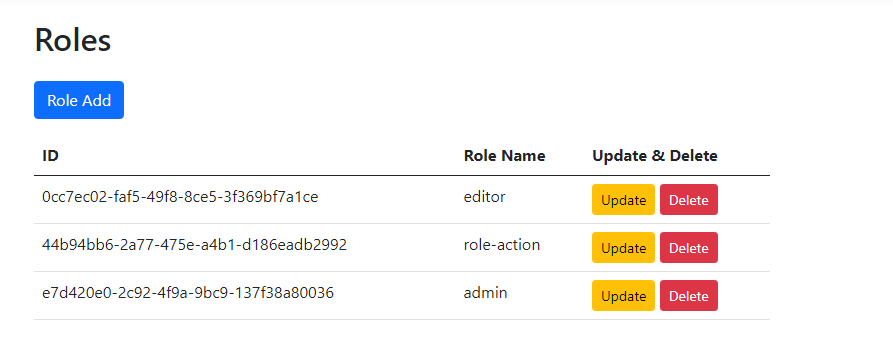 Roles
Role Add
ID Role Name Update & Delete
0cc7ec02-faf5-49f8-8ce5-3f369bf7a1ce editor Update Delete
44b94bb6-2a77-475e-a4b1-d186eadb2992 role-action Update Delete
e7d420e0-2c92-4f9a-9bc9-137f38a80036 admin Update Delete